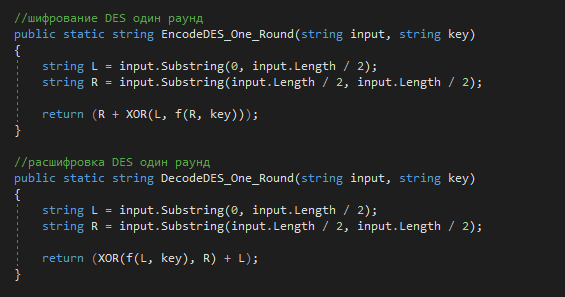 //шифрование DES один раунд
public static string EncodeDES_One_Round(string input, string key)
{
string L = input.Substring(0, input.Length / 2);
string R = input.Substring(input.Length / 2, input.Length / 2);
return (R + XOR(L, f(R, key)));
}
//расшифровка DES один раунд
public static string DecodeDES_One_Round(string input, string key)
{
string L = input.Substring(0, input.Length / 2);
string R = input.Substring(input.Length / 2, input.Length / 2);
return (XOR(f(L, key), R) + L);
}